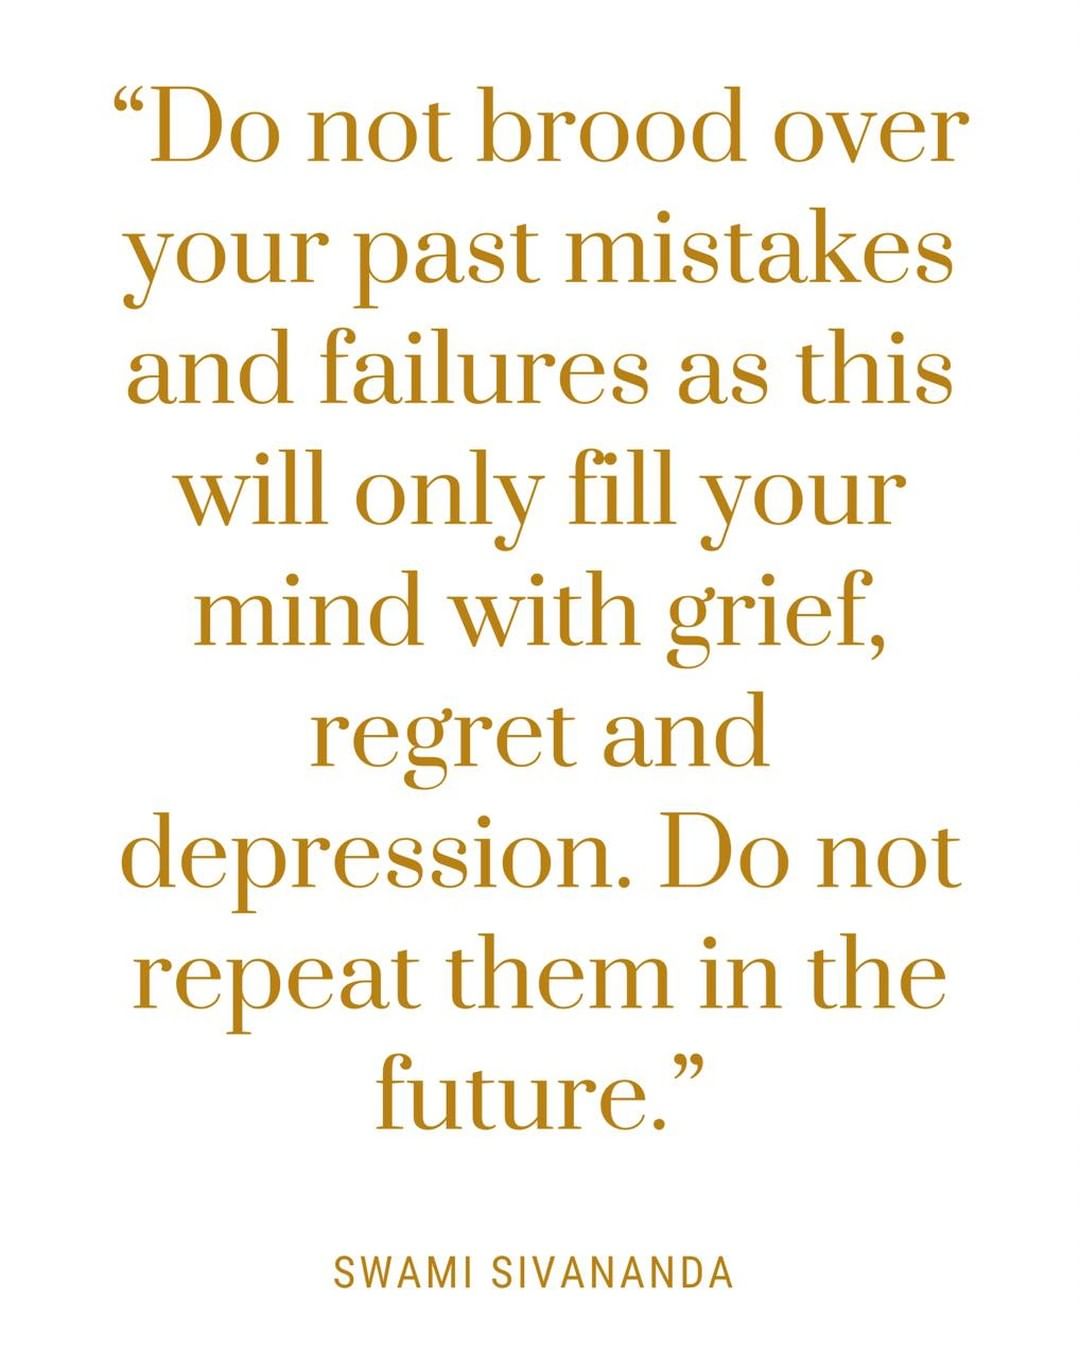 “Do not brood over
your past mistakes
and failures as this
will only fill your
mind with grief,
regret and
depression. Do not
repeat them in the
future.”
SWAMI SIVANANDA